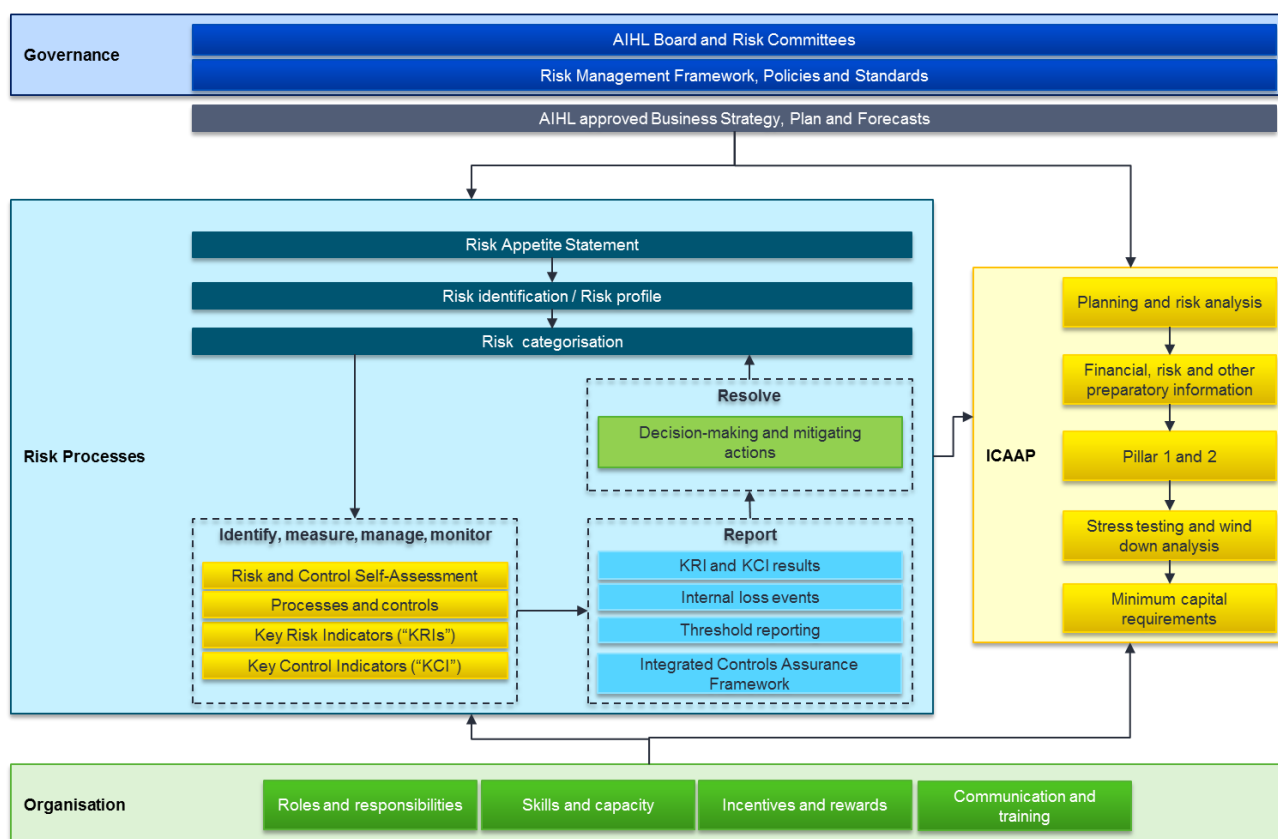 Governance
AIHL Board and Risk Committees
Risk Management Framework, Policies and Standards
AIHL approved Business Strategy, Plan and Forecasts
Risk Processes
Risk Appetite Statement
Risk identification / Risk profile
Risk categorisation
Resolve
Decision-making and mitigating
actions
Identify, measure, manage, monitor
Risk and Control Self-Assessment
Processes and controls
Key Risk Indicators (“KRIs”)
Key Control Indicators (“KCI”)
Report
KRI and KCI results
Internal loss events
Threshold reporting
Integrated Controls Assurance
Framework
ICAAP
Planning and risk analysis
Financial, risk and other
preparatory information
Pillar 1 and 2
Stress testing and wind
down analysis
Minimum capital
requirements
Organisation
Roles and responsibilities
Skills and capacity
Incentives and rewards
Communication and
training